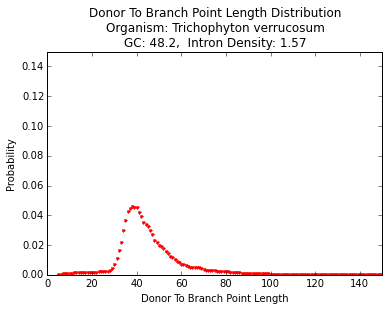 Donor To Branch Point Length Distribution
Organism: Trichophyton verrucosum
GC: 48.2,  Intron Density: 1.57
0.14
0.12
0.10
0.08
0.06
0.04
0.02
0.00
Probability
0 20 40 60 80 100 120 140
Donor To Branch Point Length